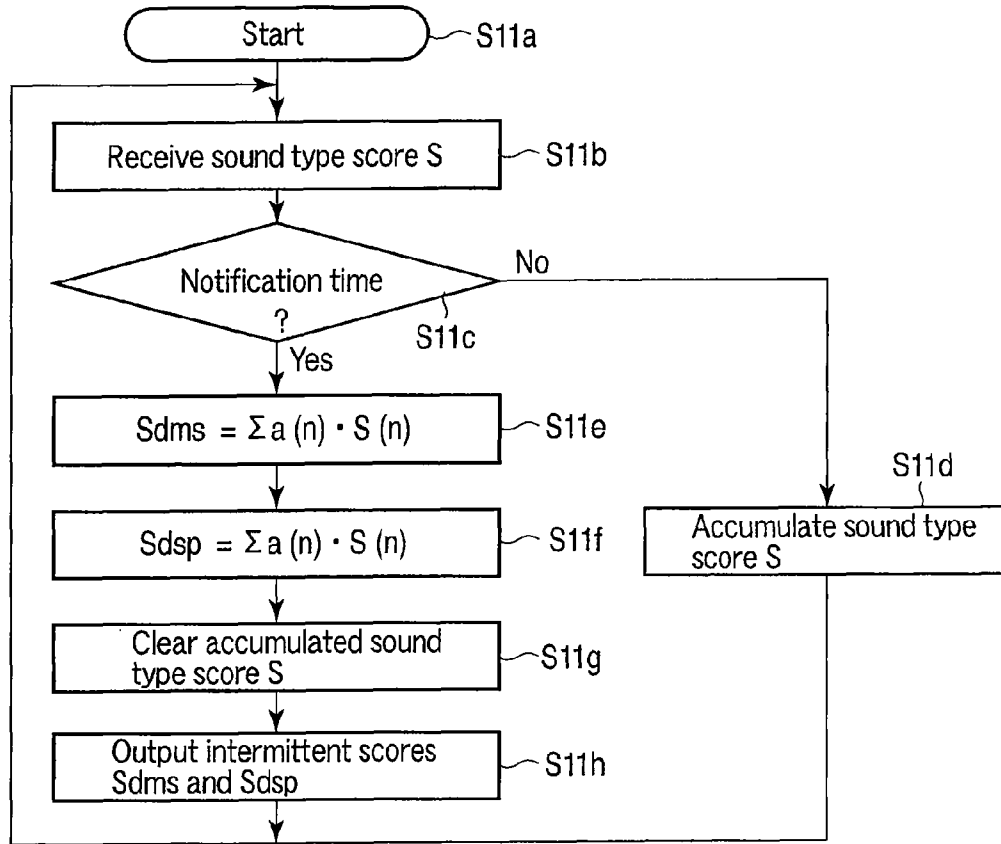 Start
S11a
Receive sound type score S
S11b
Notification time
?
S11c
No
Yes
Sdms = Σ a (n) · S (n)
S11e
S11d
Accumulate sound type
score S
Sdsp = Σ a (n) · S (n)
S11f
Clear accumulated sound
type score S
S11g
Output intermittent scores
Sdms and Sdsp
S11h